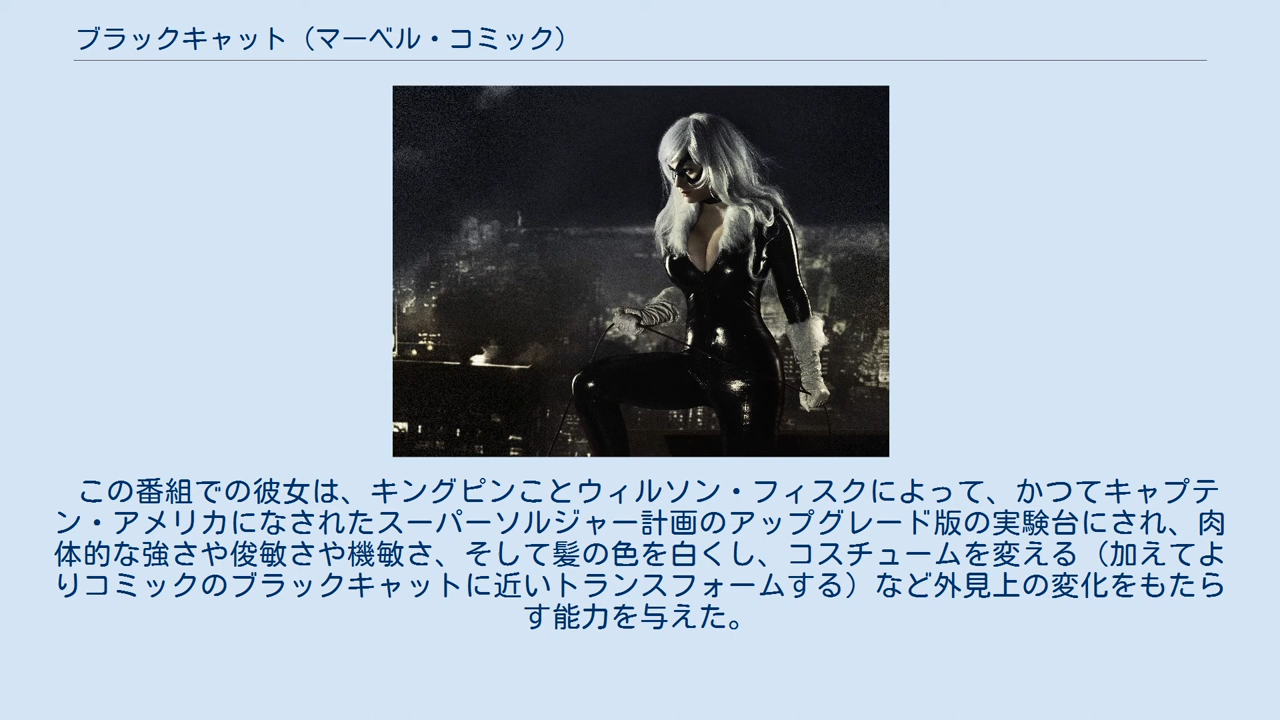 ブラックキャット（マーベル・コミック）
この番組での彼女は、キングピンことウィルソン・フィスクによって、かつてキャプテ
ン・アメリカになされたスーパーソルジャー計画のアップグレード版の実験台にされ、肉
体的な強さや俊敏さや機敏さ、そして髪の色を白くし、コスチュームを変える（加えてよ
りコミックのブラックキャットに近いトランスフォームする）など外見上の変化をもたら
す能力を与えた。